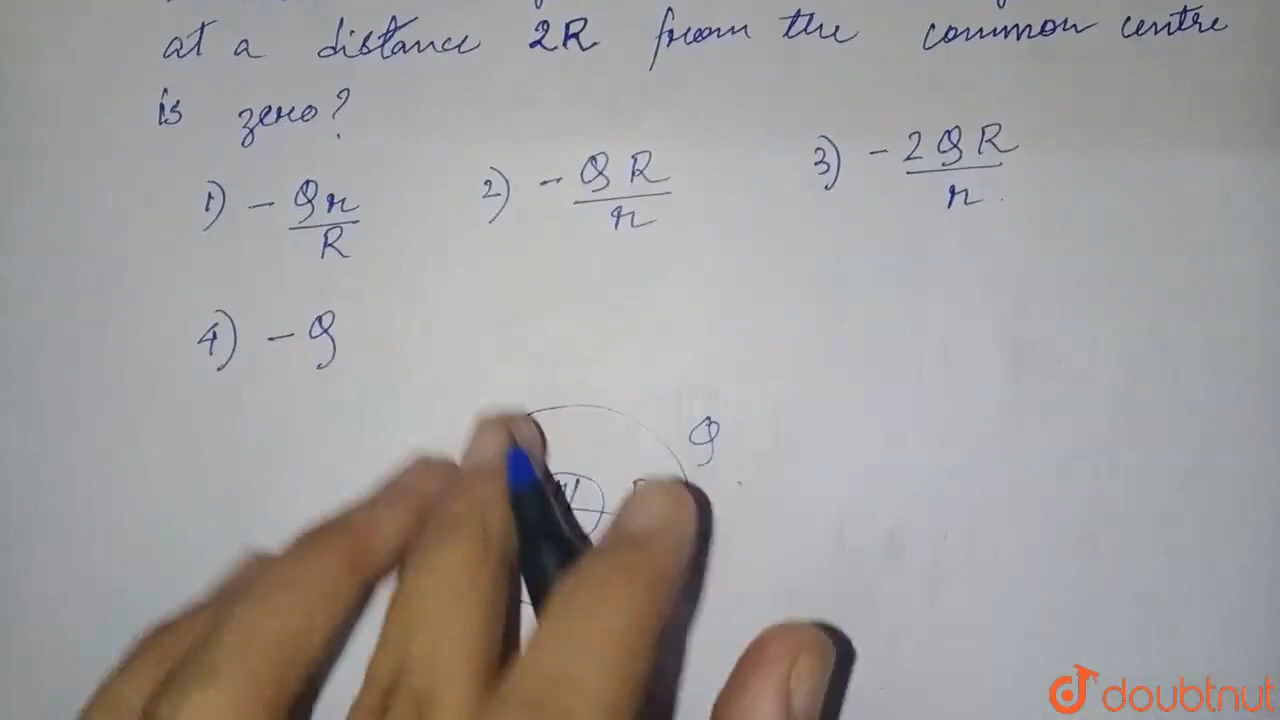 at a distance 2R from the common centre
is zero?
1) - Qr/R 2) - QR/r 3) - 2QR/r
4) - Q
Q
doubtnut